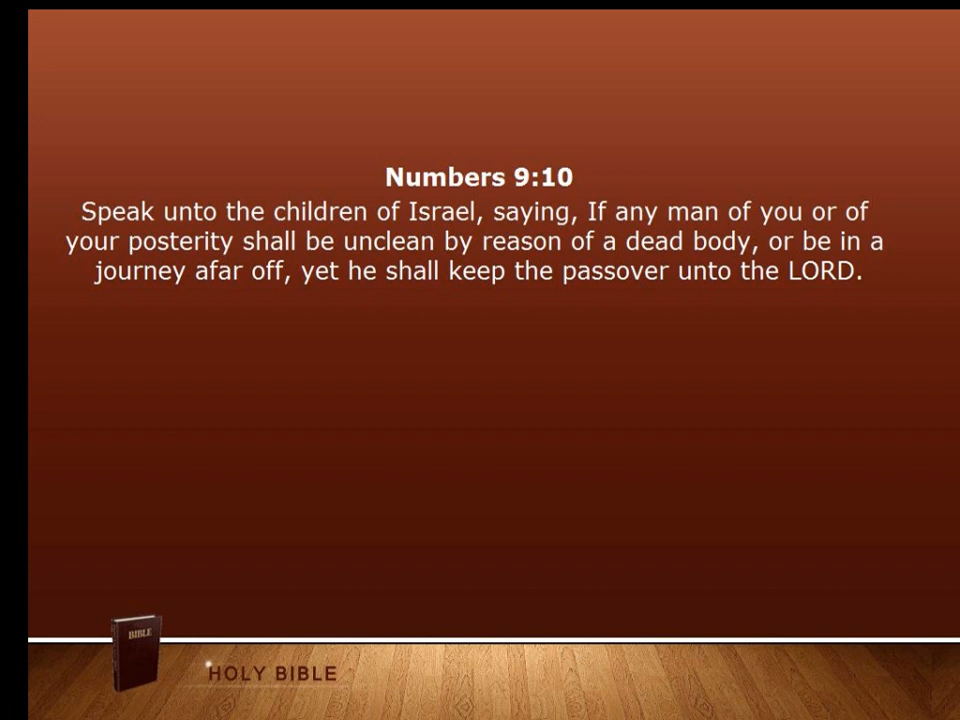 Numbers 9:10
Speak unto the children of Israel, saying, If any man of you or of
your posterity shall be unclean by reason of a dead body, or be in a
journey afar off, yet he shall keep the passover unto the LORD.
BIBLE
HOLY BIBLE